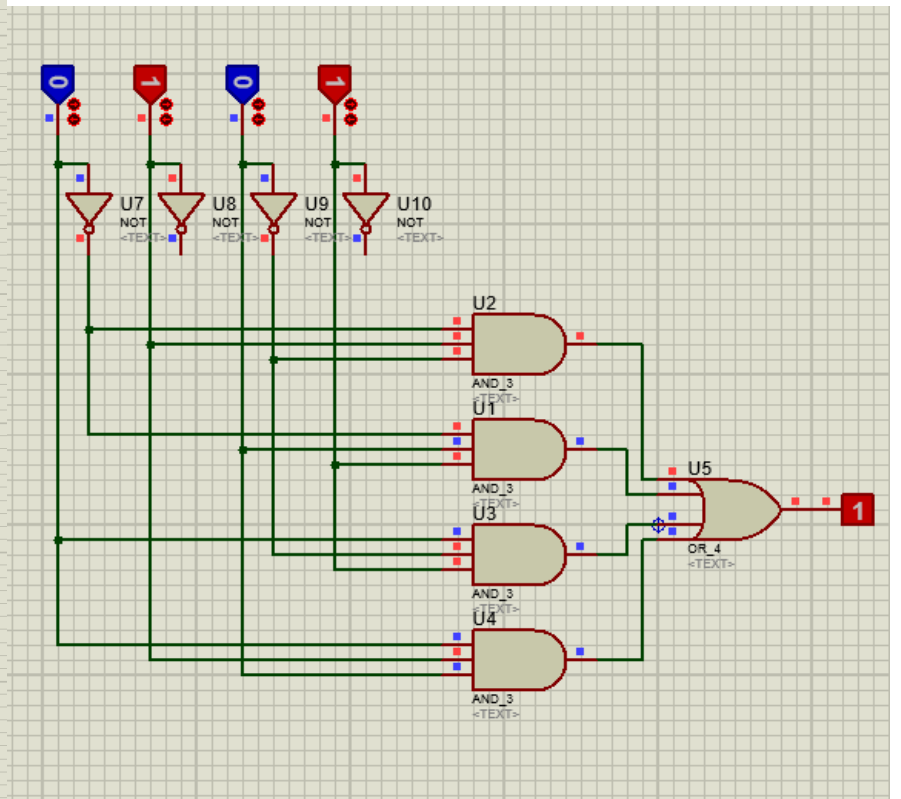 0 1 0 1
U7 U8 U9 U10
NOT NOT NOT NOT
<TEXT> <TEXT> <TEXT> <TEXT>
U2
AND_3
<TEXT>
U1
AND_3
<TEXT>
U3
AND_3
<TEXT>
U4
AND_3
<TEXT>
U5
1
OR_4
<TEXT>